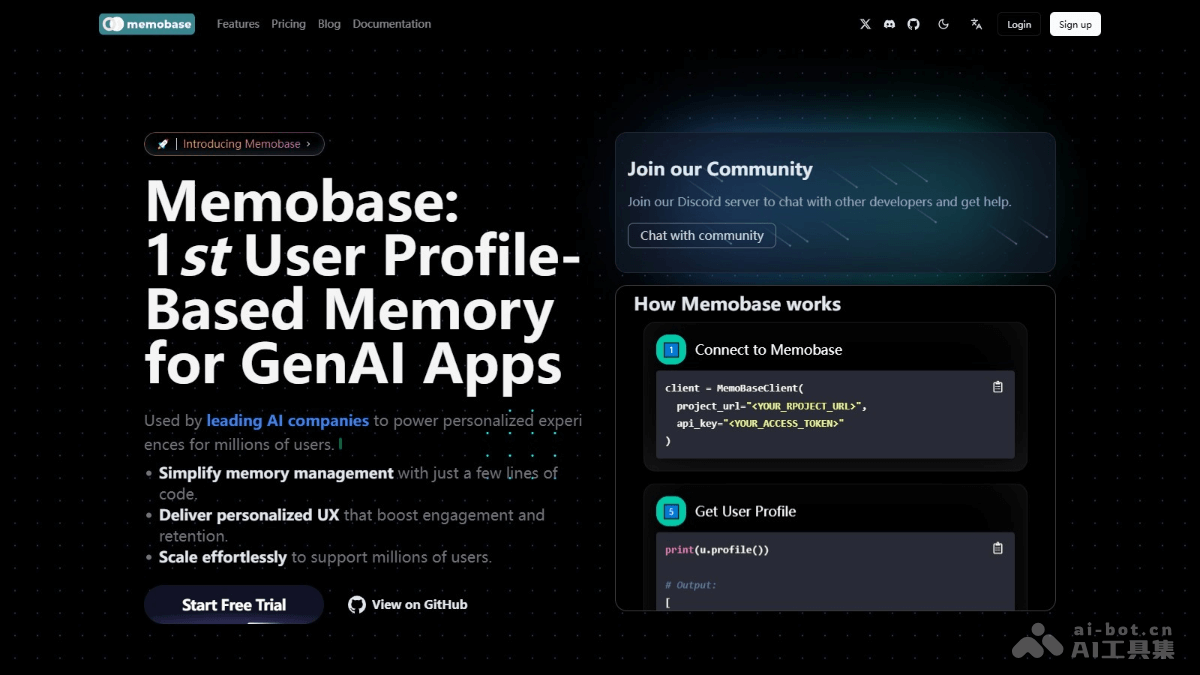 memobase
Features Pricing Blog Documentation
Login
Sign up
Introducing Memobase ›
Memobase:
1st User Profile-
Based Memory
for GenAI Apps
Used by leading AI companies to power personalized experi
ences for millions of users.
• Simplify memory management with just a few lines of
code.
• Deliver personalized UX that boost engagement and
retention.
• Scale effortlessly to support millions of users.
Start Free Trial
View on GitHub
Join our Community
Join our Discord server to chat with other developers and get help.
Chat with community
How Memobase works
1 Connect to Memobase
client = MemoBaseClient(
project_url="<YOUR_RPOJECT_URL>",
api_key="<YOUR_ACCESS_TOKEN>"
)
5 Get User Profile
print(u.profile())
# Output:
[
ai-bot.cn
AI工具集